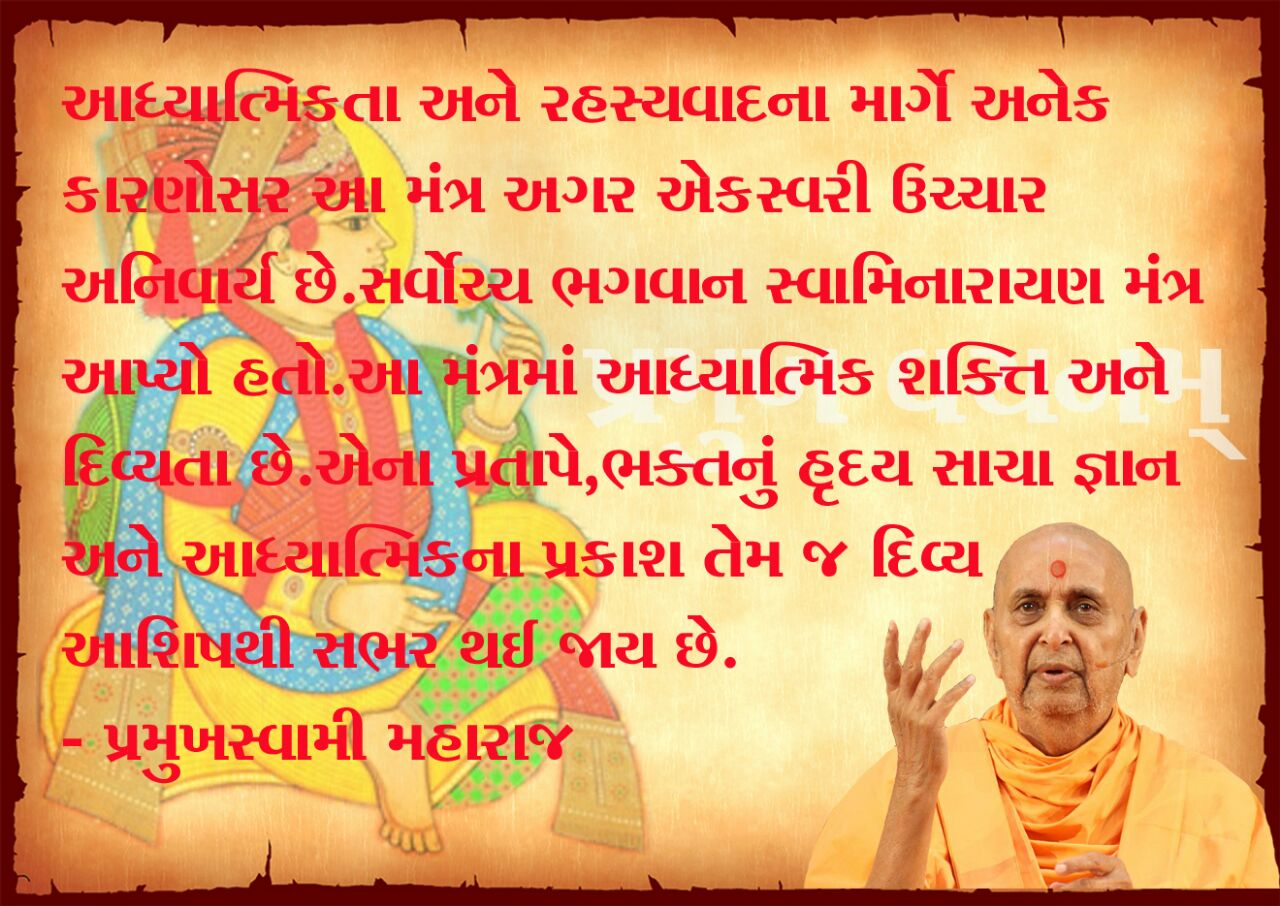 આધ્યાત્મિકતા અને રહસ્યવાદના માર્ગે અનેક
કારણોસર આ મંત્ર અગર એકસ્વરી ઉચ્ચાર
અનિવાર્ય છે.સર્વોચ્ચ ભગવાન સ્વામિનારાયણ મંત્ર
આપ્યો હતો.આ મંત્રમાં આધ્યાત્મિક શક્તિ અને
દિવ્યતા છે.એના પ્રતાપે,ભક્તનું હૃદય સાચા જ્ઞાન
અને આધ્યાત્મિકના પ્રકાશ તેમ જ દિવ્ય
આશિષથી સભર થઈ જાય છે.
- પ્રમુખસ્વામી મહારાજ